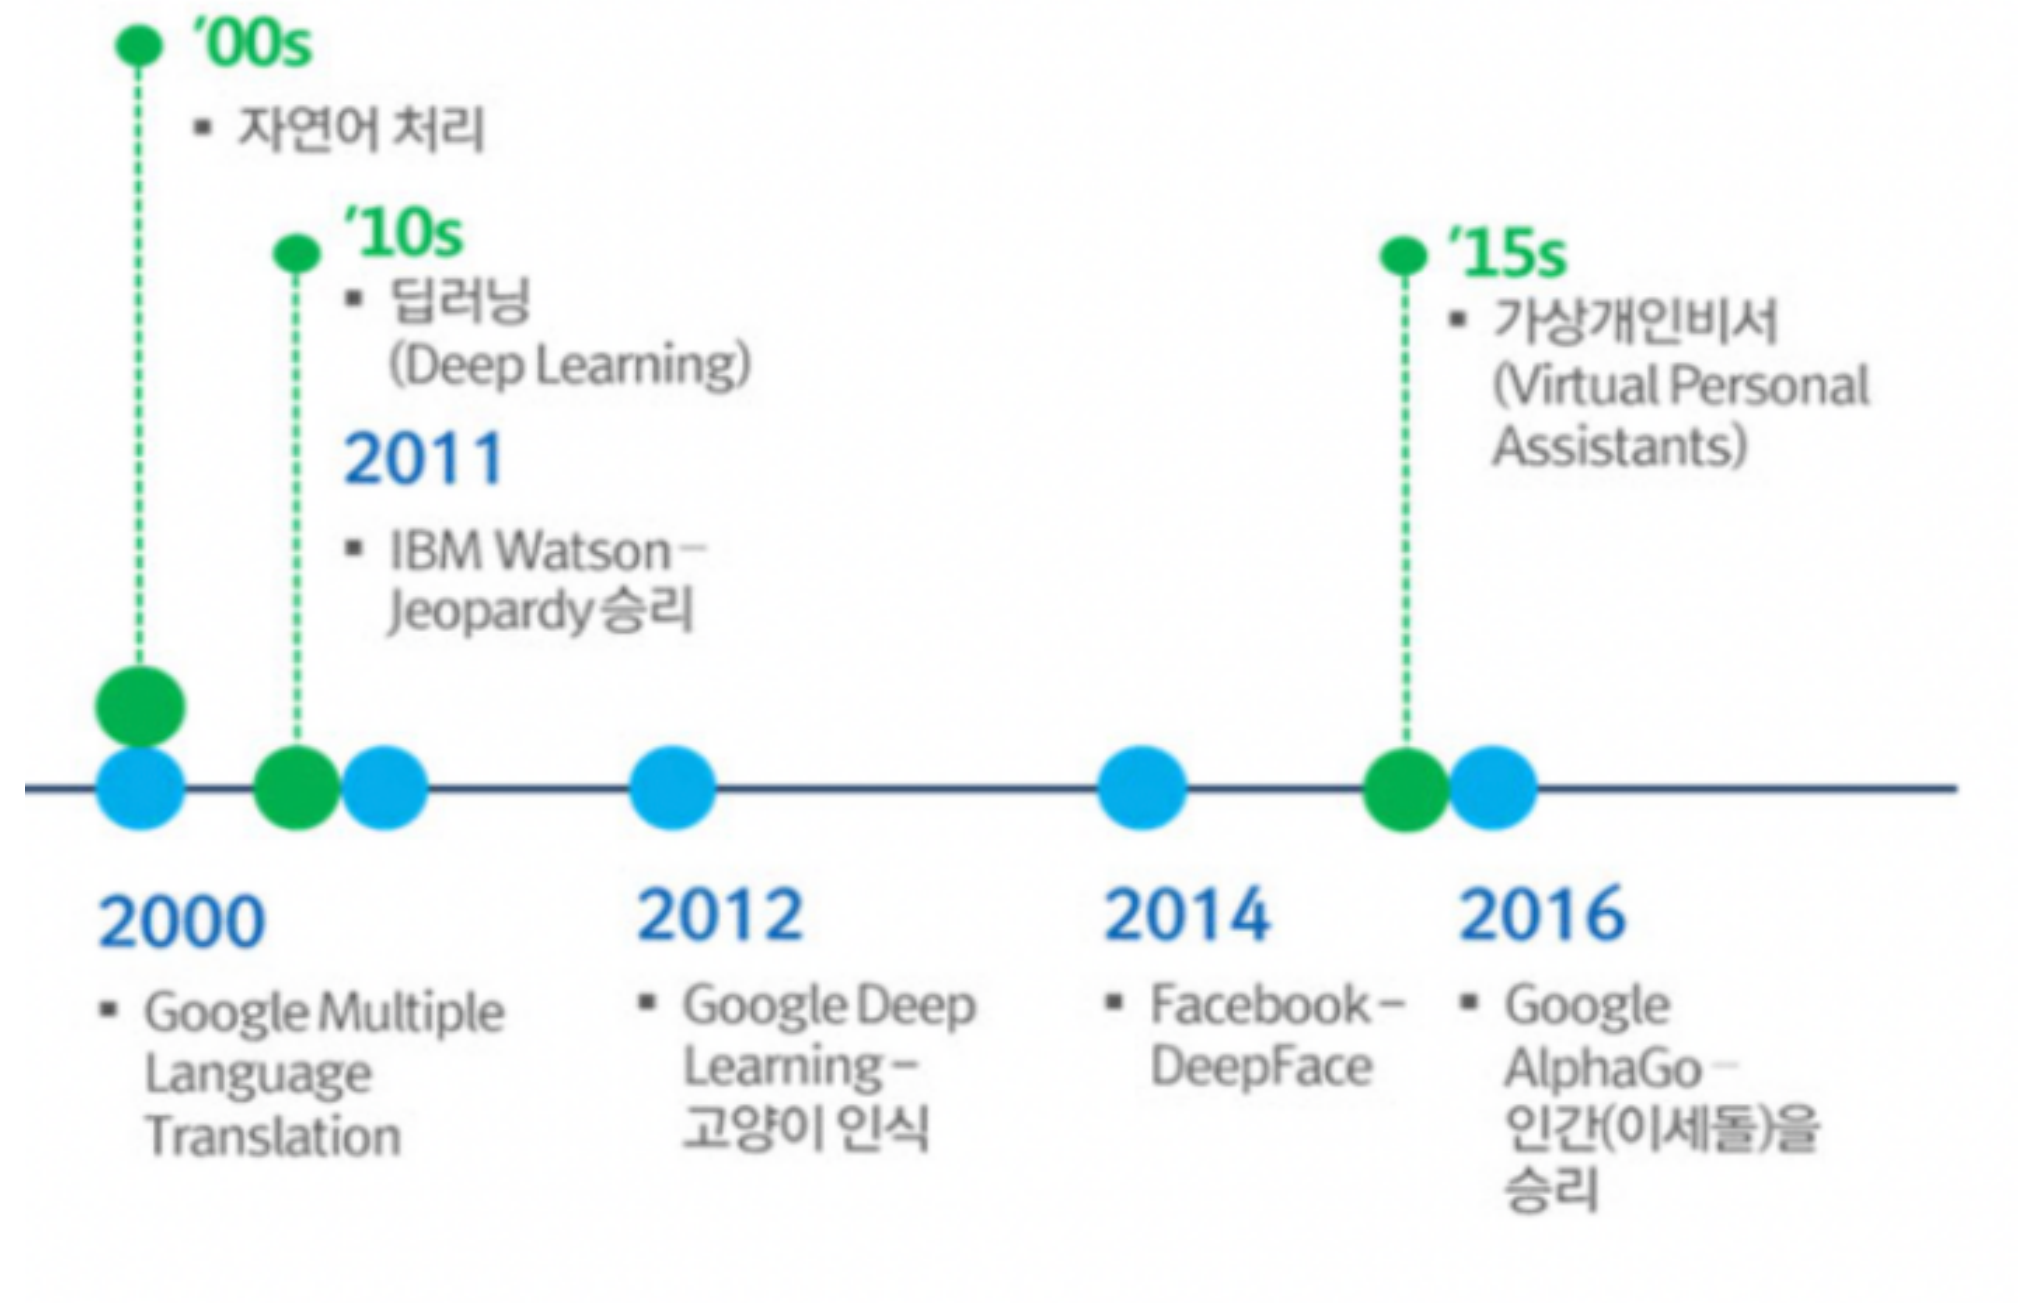 '00s
▪ 자연어 처리
'10s
▪ 딥러닝
(Deep Learning)
2011
▪ IBM Watson –
Jeopardy 승리
'15s
▪ 가상개인비서
(Virtual Personal
Assistants)
2000
▪ Google Multiple
Language
Translation
2012
▪ Google Deep
Learning –
고양이 인식
2014
▪ Facebook –
DeepFace
2016
▪ Google
AlphaGo –
인간(이세돌)을
승리